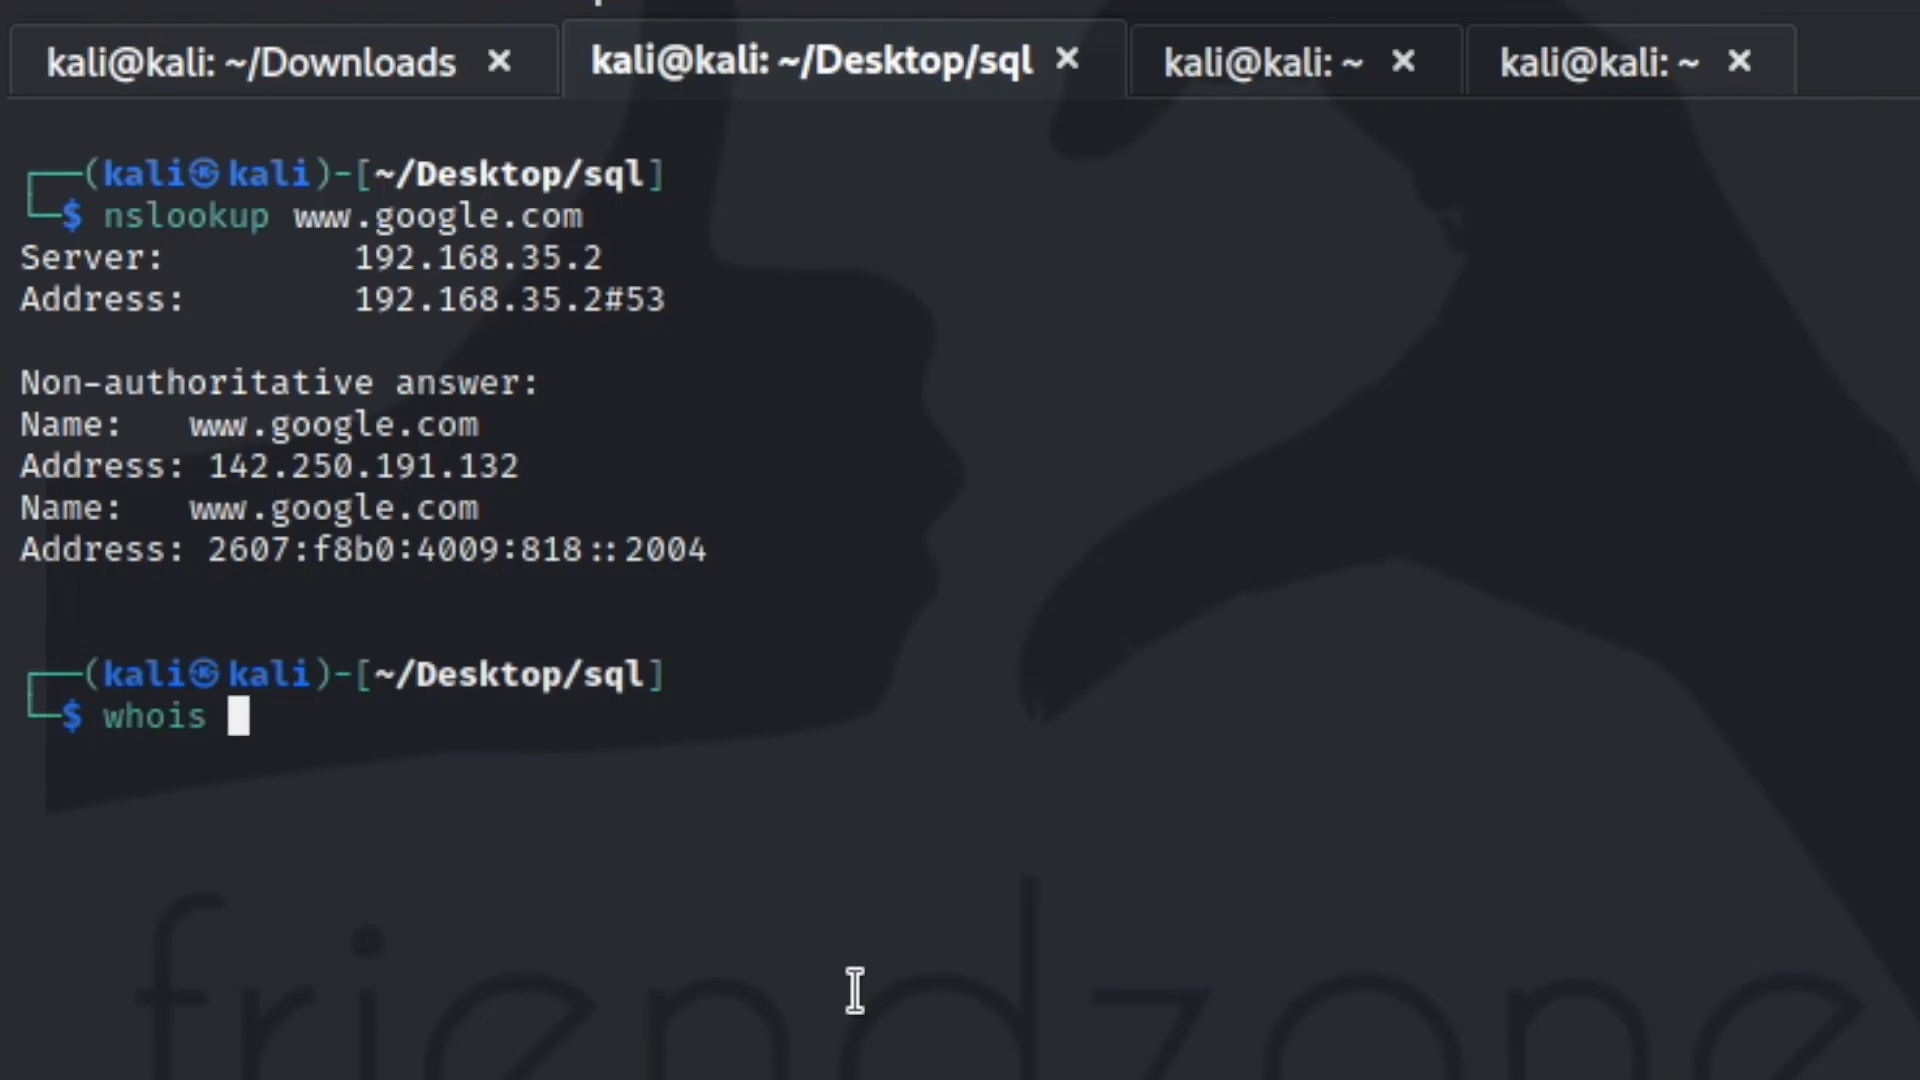 kali@kali: ~/Downloads ×
kali@kali: ~/Desktop/sql ×
kali@kali: ~ ×
kali@kali: ~ ×
┌──(kali㉿kali)-[~/Desktop/sql]
└─$ nslookup www.google.com
Server:         192.168.35.2
Address:        192.168.35.2#53
Non-authoritative answer:
Name:   www.google.com
Address: 142.250.191.132
Name:   www.google.com
Address: 2607:f8b0:4009:818::2004
┌──(kali㉿kali)-[~/Desktop/sql]
└─$ whois
friendzone